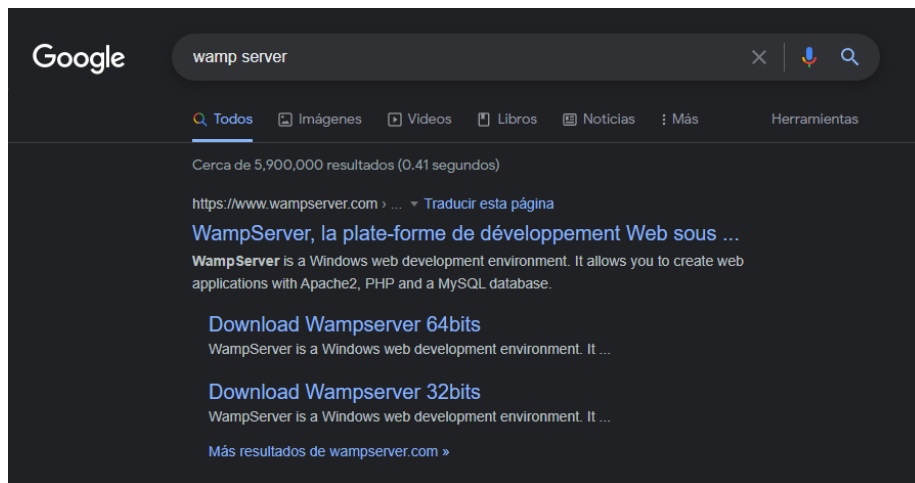 Google
wamp server
Todos Imágenes Videos Libros Noticias Más Herramientas
Cerca de 5,900,000 resultados (0.41 segundos)
https://www.wampserver.com › ... Traducir esta página
WampServer, la plate-forme de développement Web sous ...
WampServer is a Windows web development environment. It allows you to create web
applications with Apache2, PHP and a MySQL database.
Download Wampserver 64bits
WampServer is a Windows web development environment. It ...
Download Wampserver 32bits
WampServer is a Windows web development environment. It ...
Más resultados de wampserver.com »